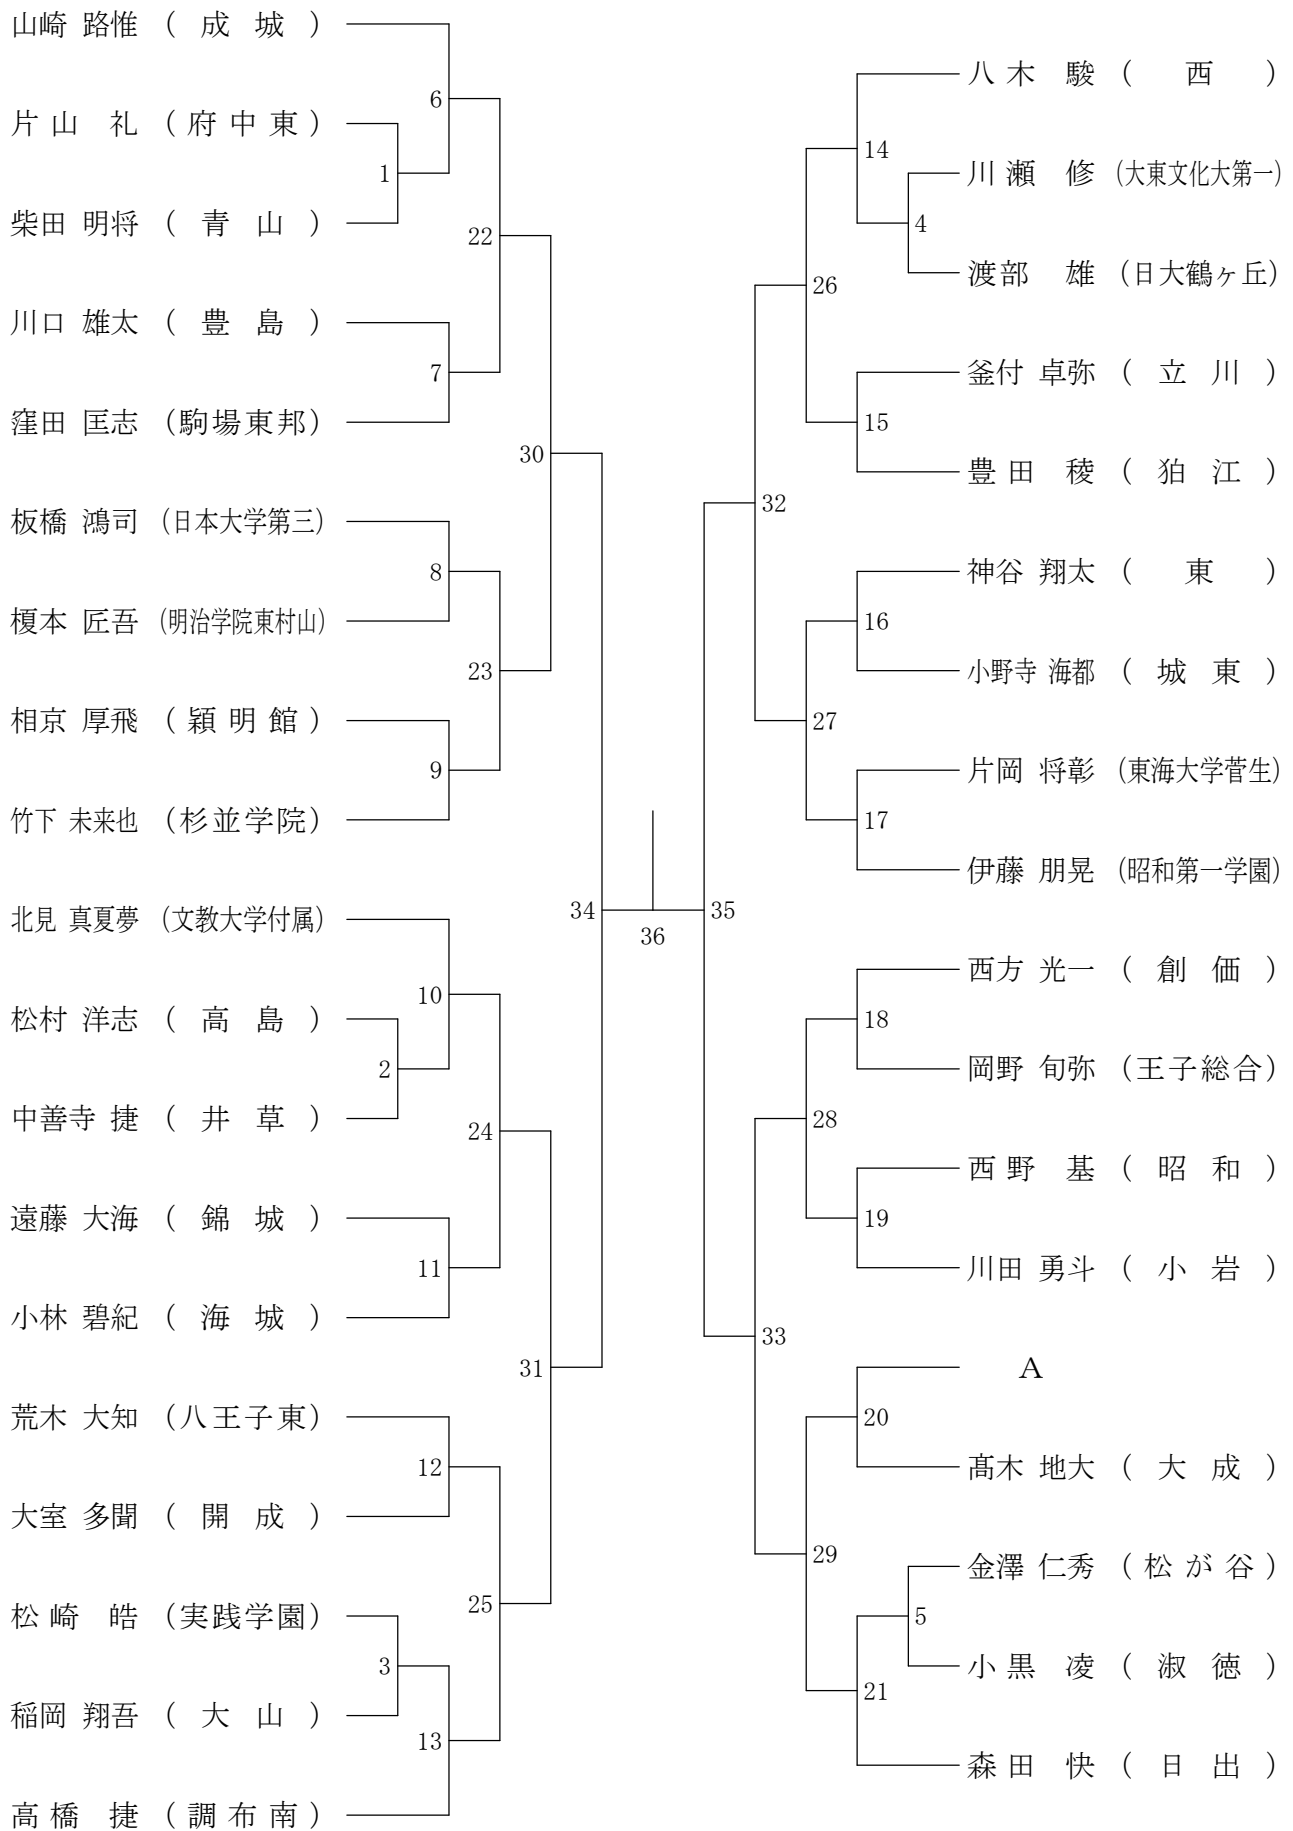 山崎 路惟 (成城)
6
片山 礼 (府中東)
1
柴田 明将 (青山)
22
川口 雄太 (豊島)
7
窪田 匡志 (駒場東邦)
30
板橋 鴻司 (日本大学第三)
8
榎本 匠吾 (明治学院東村山)
23
相京 厚飛 (穎明館)
9
竹下 未来也 (杉並学院)
34
北見 真夏夢 (文教大学付属)
10
松村 洋志 (高島)
2
中善寺 捷 (井草)
24
遠藤 大海 (錦城)
11
小林 碧紀 (海城)
31
荒木 大知 (八王子東)
12
大室 多聞 (開成)
25
松崎 皓 (実践学園)
3
稲岡 翔吾 (大山)
13
高橋 捷 (調布南)
36
八木 駿 (西)
14
川瀬 修 (大東文化大第一)
4
渡部 雄 (日大鶴ヶ丘)
26
釜付 卓弥 (立川)
15
豊田 稜 (狛江)
32
神谷 翔太 (東)
16
小野寺 海都 (城東)
27
片岡 将彰 (東海大学菅生)
17
伊藤 朋晃 (昭和第一学園)
35
西方 光一 (創価)
18
岡野 旬弥 (王子総合)
28
西野 基 (昭和)
19
川田 勇斗 (小岩)
33
A
20
髙木 地大 (大成)
29
金澤 仁秀 (松が谷)
5
小黒 凌 (淑徳)
21
森田 快 (日出)